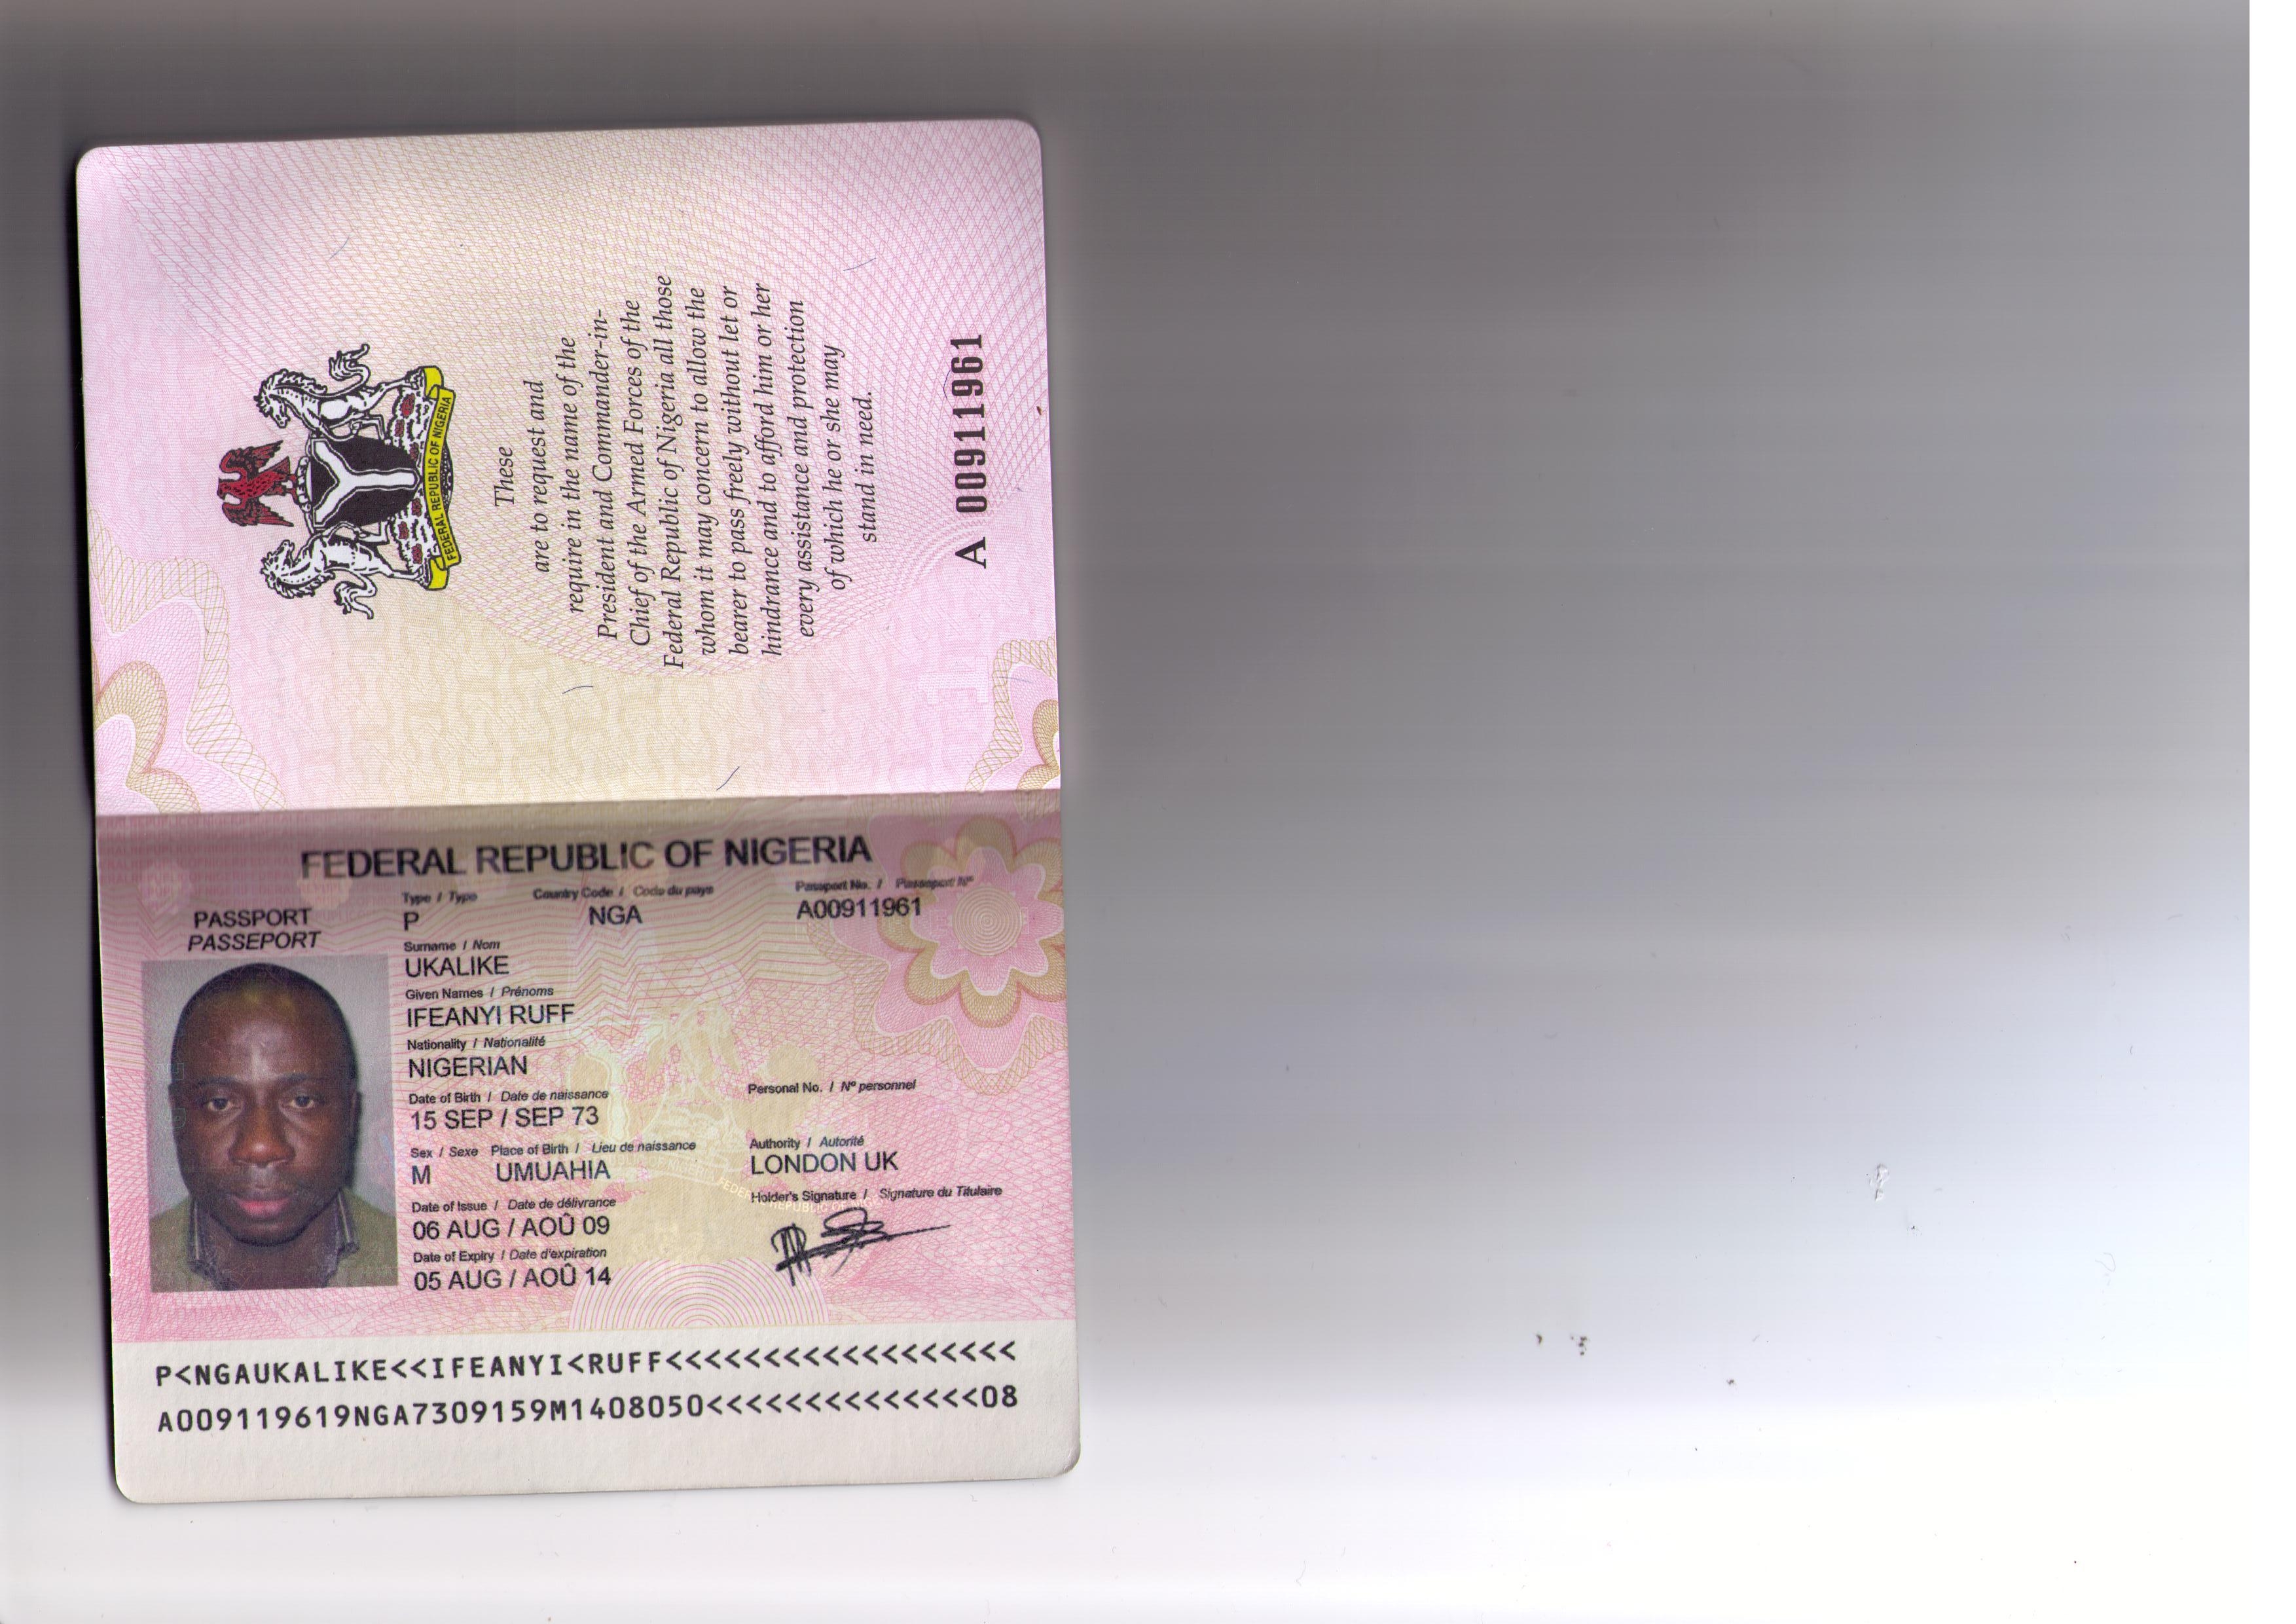 FEDERAL REPUBLIC OF NIGERIA
These
are to request and
require in the name of the
President and Commander-in-
Chief of the Armed Forces of the
Federal Republic of Nigeria all those
whom it may concern to allow the
bearer to pass freely without let or
hindrance and to afford him or her
every assistance and protection
of which he or she may
stand in need.
A 00911961
FEDERAL REPUBLIC OF NIGERIA
PASSPORT
PASSEPORT
Type / Type Country Code / Code du pays Passport No. / Passeport Nº
P NGA A00911961
Surname / Nom
UKALIKE
Given Names / Prénoms
IFEANYI RUFF
Nationality / Nationalité
NIGERIAN
Date of Birth / Date de naissance Personal No. / Nº personnel
15 SEP / SEP 73
Sex / Sexe Place of Birth / Lieu de naissance Authority / Autorité
M UMUAHIA LONDON UK
Date of Issue / Date de délivrance Holder's Signature / Signature du Titulaire
06 AUG / AOÛ 09
Date of Expiry / Date d'expiration
05 AUG / AOÛ 14
P<NGAUKALIKE<<IFEANYI<RUFF<<<<<<<<<<<<<<<<<<
A009119619NGA7309159M1408050<<<<<<<<<<<<<<08